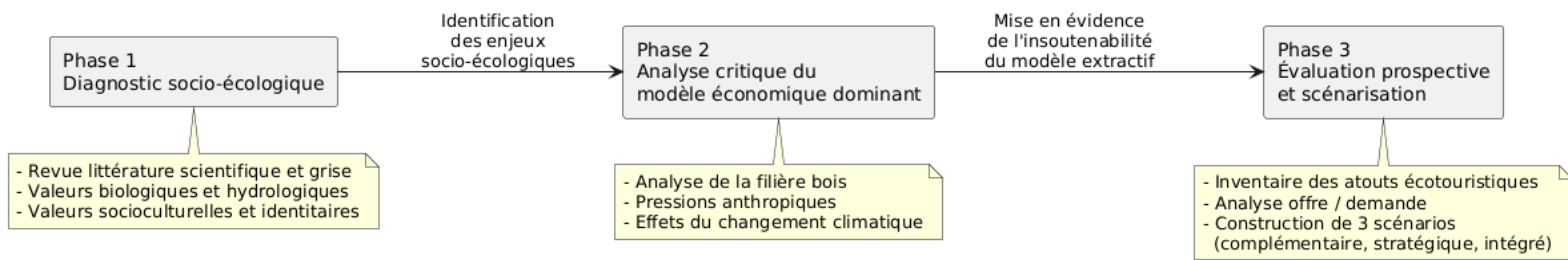 Phase 1
Diagnostic socio-écologique
Identification
des enjeux
socio-écologiques
Phase 2
Analyse critique du
modèle économique dominant
Mise en évidence
de l'insoutenabilité
du modèle extractif
Phase 3
Évaluation prospective
et scénarisation
- Revue littérature scientifique et grise
- Valeurs biologiques et hydrologiques
- Valeurs socioculturelles et identitaires
- Analyse de la filière bois
- Pressions anthropiques
- Effets du changement climatique
- Inventaire des atouts écotouristiques
- Analyse offre / demande
- Construction de 3 scénarios
(complémentaire, stratégique, intégré)